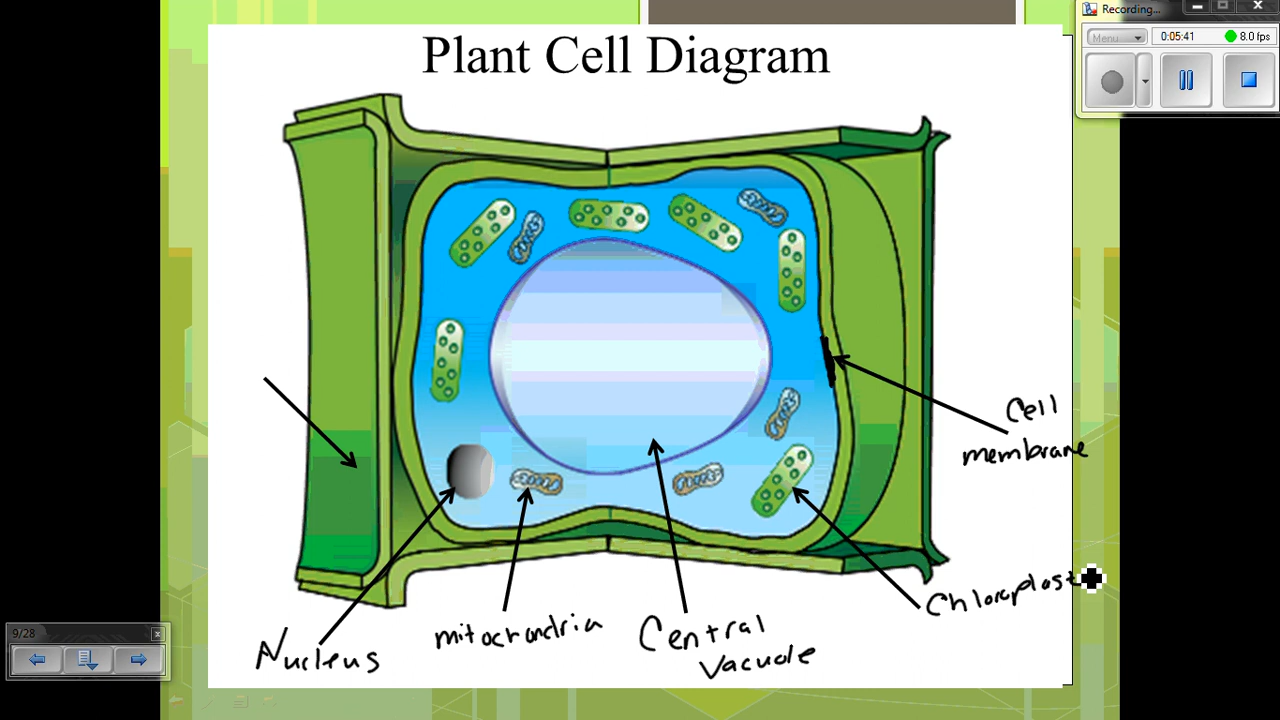 Recording...
Menu
0:05:41
8.0 fps
Plant Cell Diagram
Cell
membrane
Chloroplast
mitochondria
Central
Vacuole
Nucleus
9/28